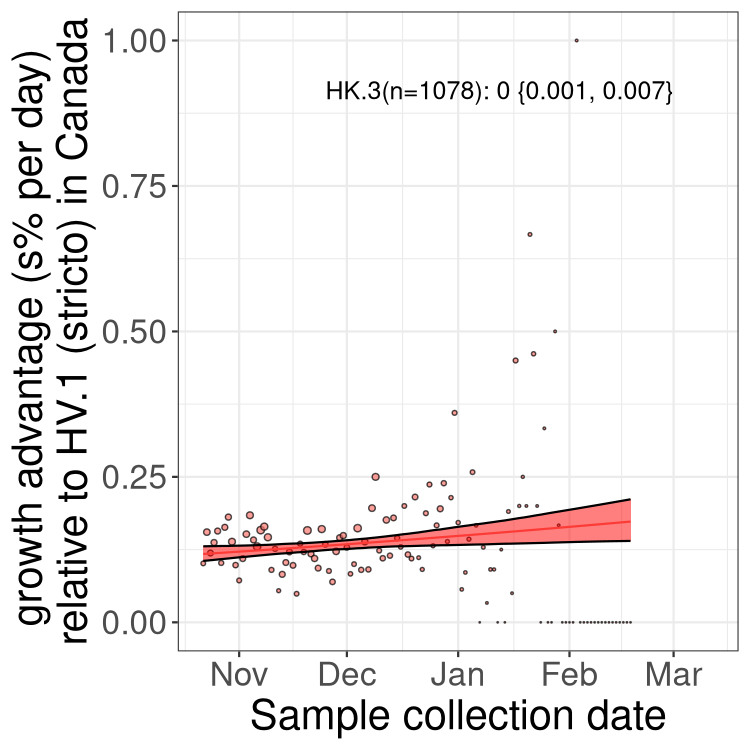 growth advantage (s% per day)
relative to HV.1 (stricto) in Canada
1.00
0.75
0.50
0.25
0.00
HK.3(n=1078): 0 {0.001, 0.007}
Nov Dec Jan Feb Mar
Sample collection date